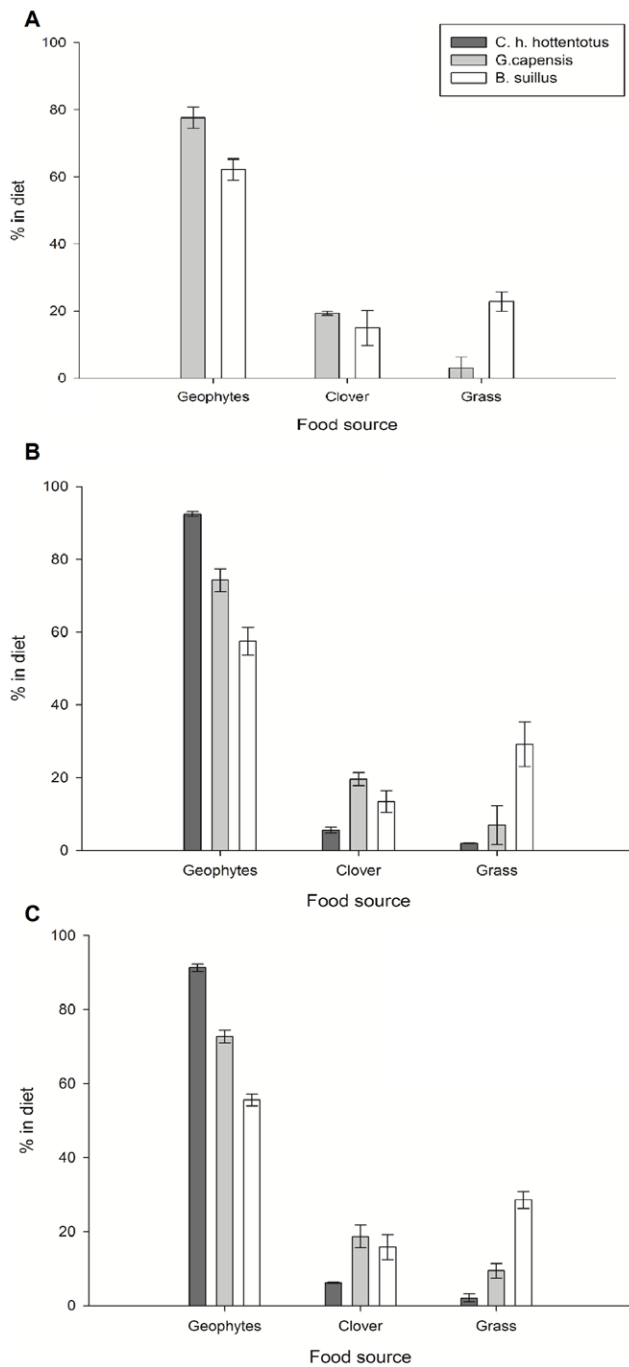 A
C. h. hottentotus
G.capensis
B. suillus
100
80
60
40
20
0
% in diet
Geophytes Clover Grass
Food source
B
100
80
60
40
20
0
% in diet
Geophytes Clover Grass
Food source
C
100
80
60
40
20
0
% in diet
Geophytes Clover Grass
Food source